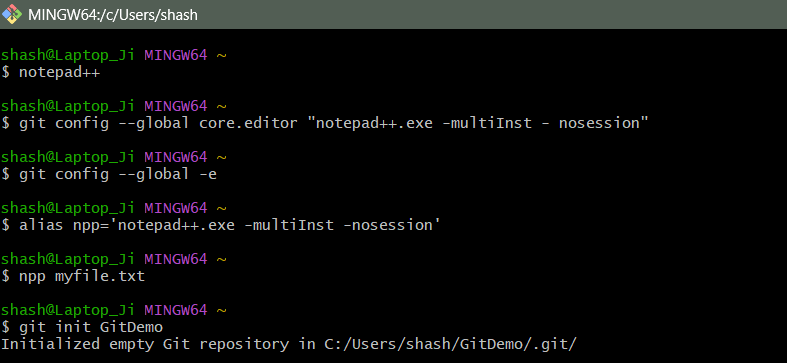 MINGW64:/c/Users/shash
shash@Laptop_Ji MINGW64 ~
$ notepad++
shash@Laptop_Ji MINGW64 ~
$ git config --global core.editor "notepad++.exe -multiInst - nosession"
shash@Laptop_Ji MINGW64 ~
$ git config --global -e
shash@Laptop_Ji MINGW64 ~
$ alias npp='notepad++.exe -multiInst -nosession'
shash@Laptop_Ji MINGW64 ~
$ npp myfile.txt
shash@Laptop_Ji MINGW64 ~
$ git init GitDemo
Initialized empty Git repository in C:/Users/shash/GitDemo/.git/